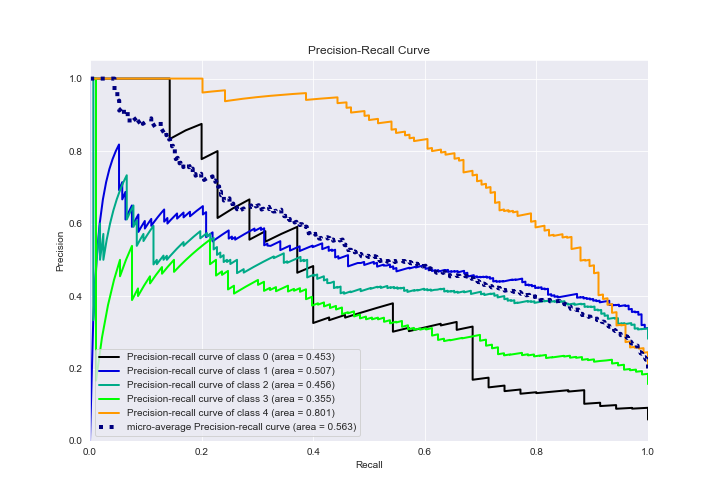 Precision-Recall Curve
Precision
1.0
0.8
0.6
0.4
0.2
0.0
Precision-recall curve of class 0 (area = 0.453)
Precision-recall curve of class 1 (area = 0.507)
Precision-recall curve of class 2 (area = 0.456)
Precision-recall curve of class 3 (area = 0.355)
Precision-recall curve of class 4 (area = 0.801)
micro-average Precision-recall curve (area = 0.563)
0.0 0.2 0.4 0.6 0.8 1.0
Recall